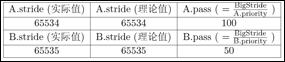 A.stride (实际值) A.stride (理论值) A.pass ( = BigStride/A.priority )
65534 65534 100
B.stride (实际值) B.stride (理论值) B.pass ( = BigStride/B.priority )
65535 65535 50